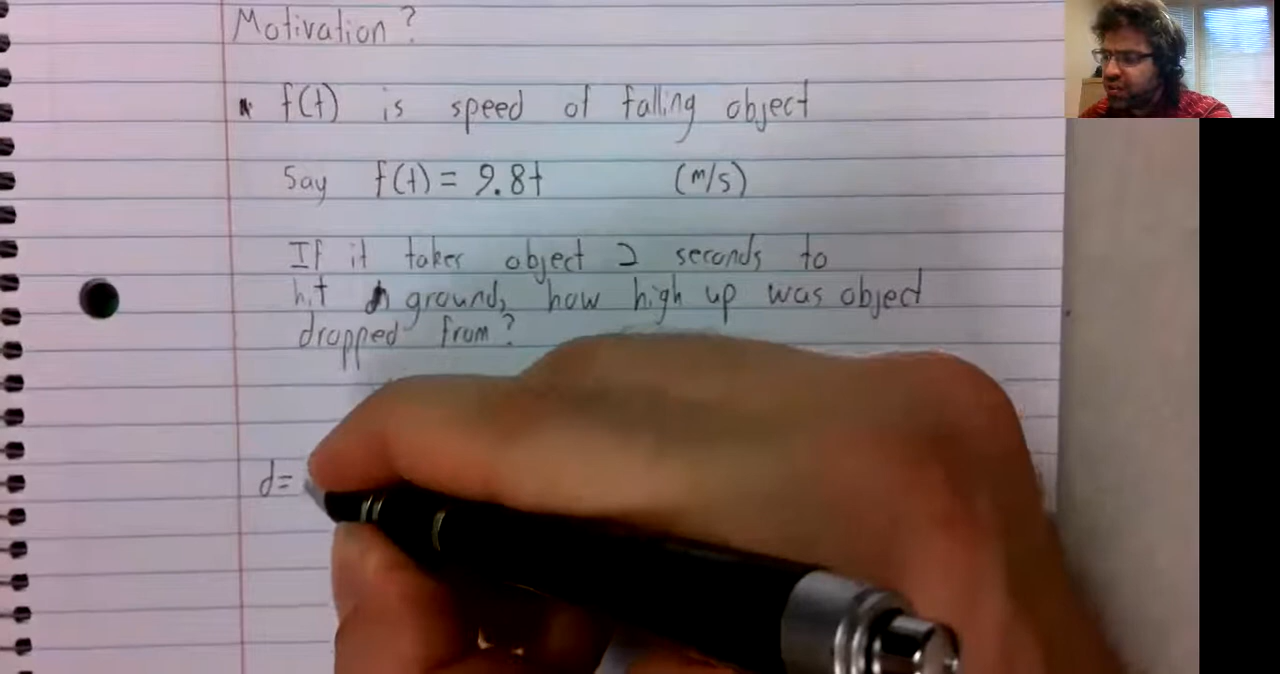 Motivation?
f(t) is speed of falling object
Say f(t) = 9.8t (m/s)
If it takes object 2 seconds to
hit ground, how high up was object
dropped from?
d=